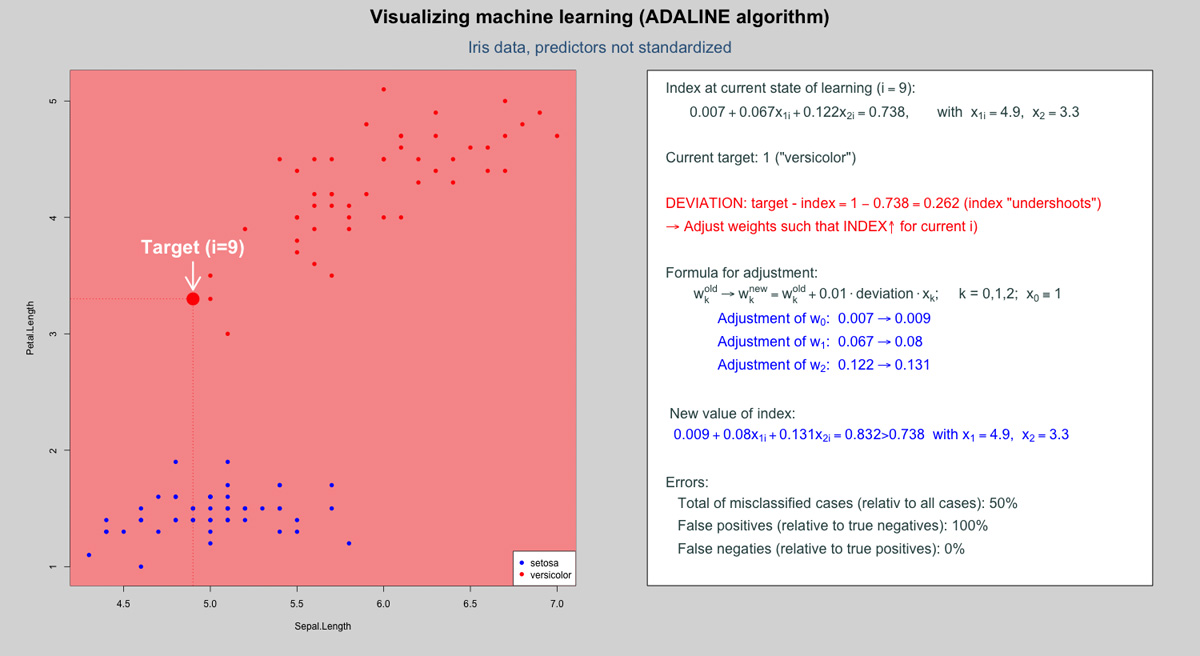 Visualizing machine learning (ADALINE algorithm)
Iris data, predictors not standardized
Index at current state of learning (i = 9):
0.007 + 0.067x₁ᵢ + 0.122x₂ᵢ = 0.738, with x₁ᵢ = 4.9, x₂ = 3.3
Current target: 1 ("versicolor")
DEVIATION: target - index = 1 − 0.738 = 0.262 (index "undershoots")
→ Adjust weights such that INDEX↑ for current i)
Formula for adjustment:
wₖᵒˡᵈ → wₖⁿᵉʷ = wₖᵒˡᵈ + 0.01 · deviation · xₖ; k = 0,1,2; x₀ ≡ 1
Adjustment of w₀: 0.007 → 0.009
Adjustment of w₁: 0.067 → 0.08
Adjustment of w₂: 0.122 → 0.131
New value of index:
0.009 + 0.08x₁ᵢ + 0.131x₂ᵢ = 0.832>0.738 with x₁ = 4.9, x₂ = 3.3
Errors:
Total of misclassified cases (relativ to all cases): 50%
False positives (relative to true negatives): 100%
False negaties (relative to true positives): 0%
Target (i=9)
Petal.Length
5
4
3
2
1
setosa
versicolor
4.5 5.0 5.5 6.0 6.5 7.0
Sepal.Length